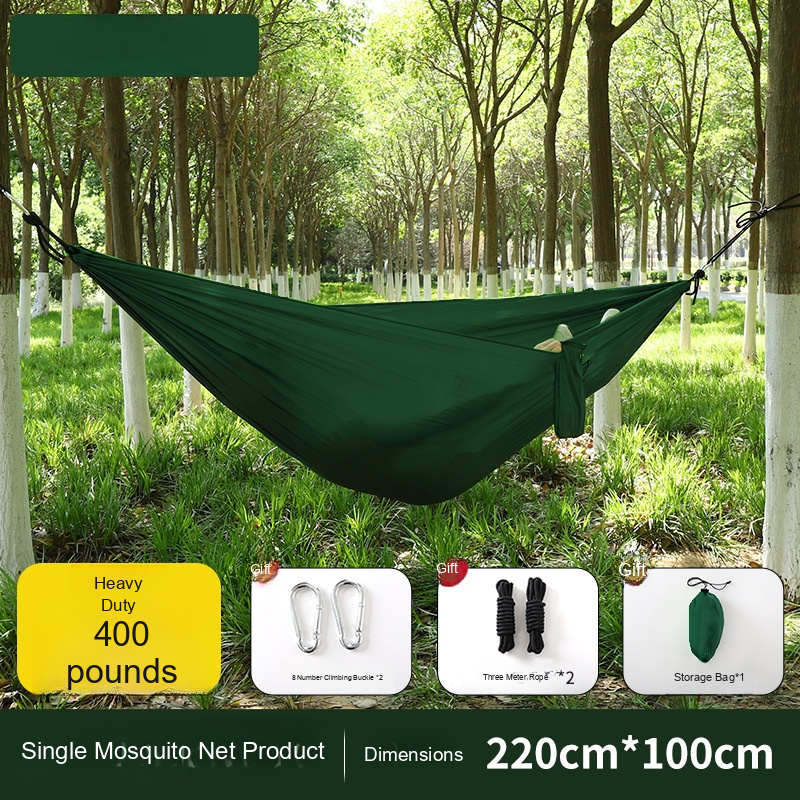 Heavy
Duty
400
pounds
Gift
8 Number Climbing Buckle *2
Gift
Three Meter Rope *2
Gift
Storage Bag*1
Single Mosquito Net Product
Dimensions
220cm*100cm